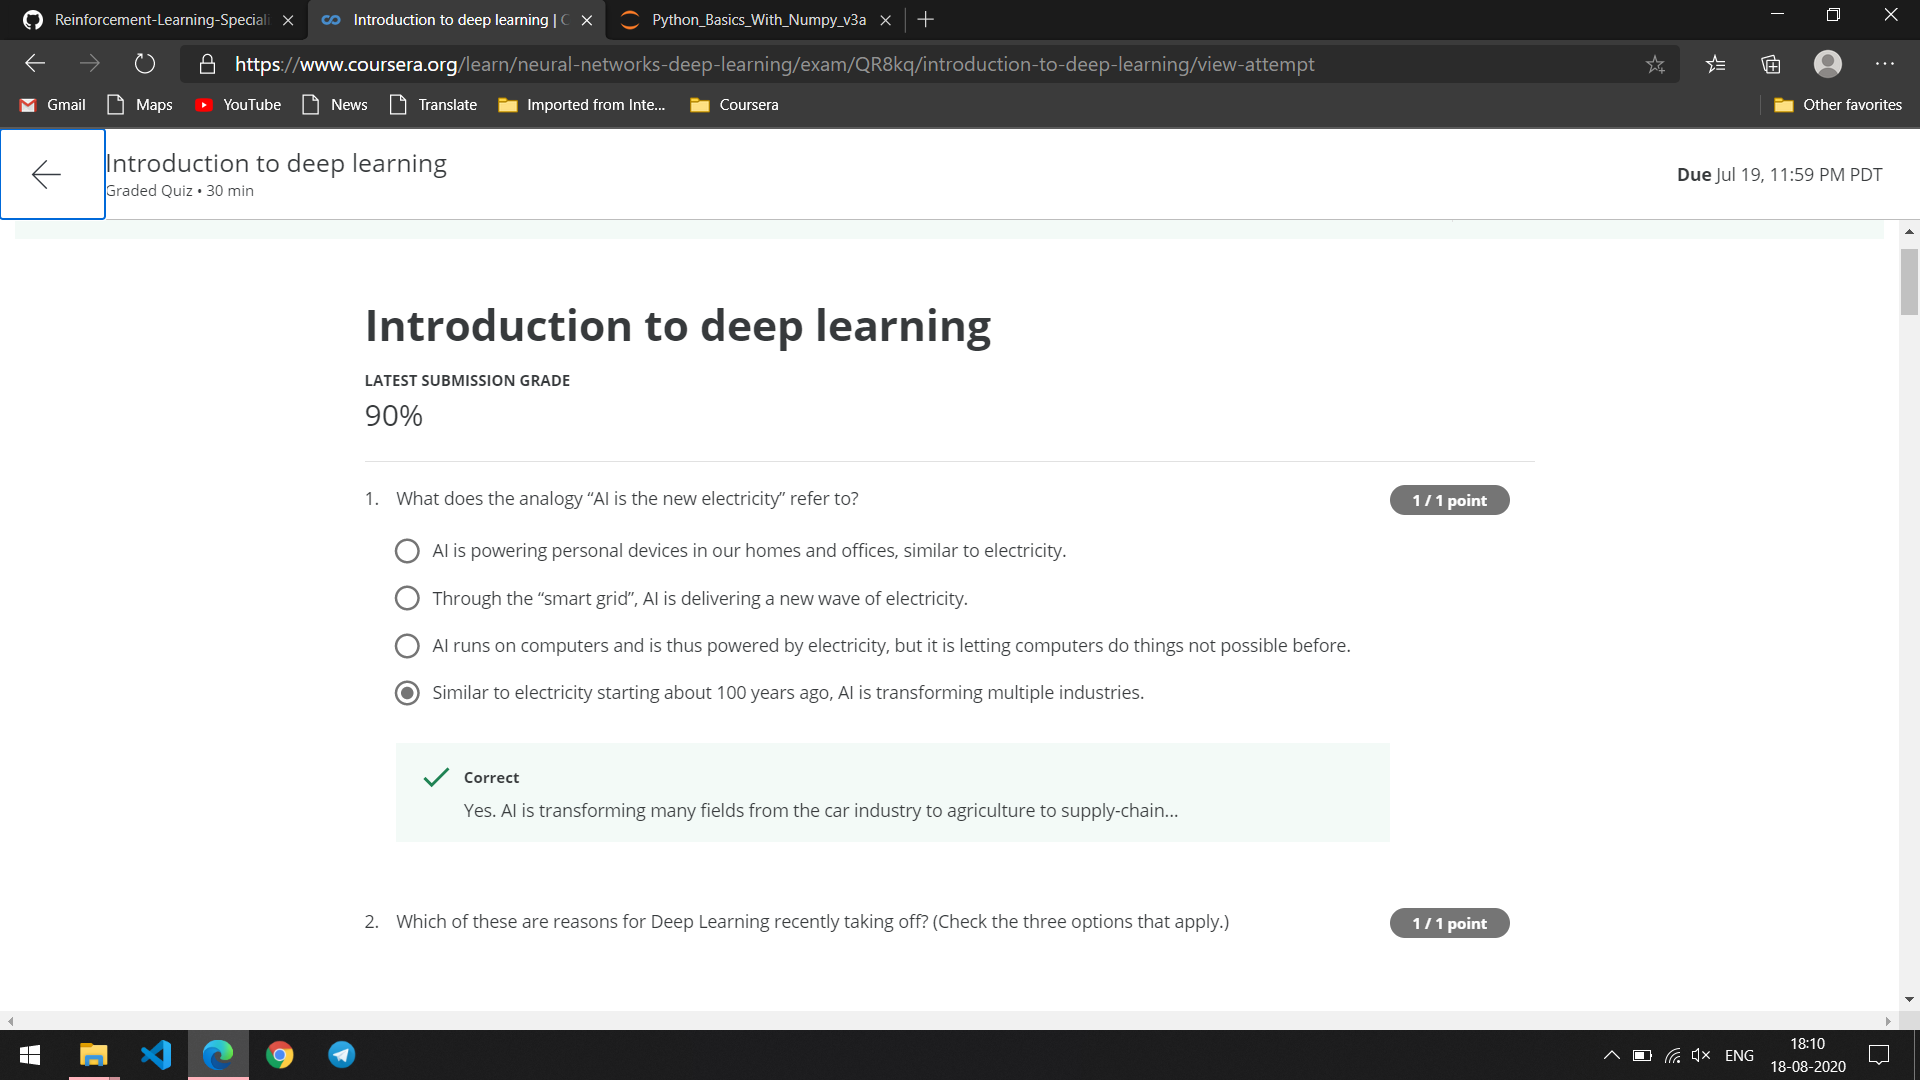 Reinforcement-Learning-Speciali
Introduction to deep learning | C
Python_Basics_With_Numpy_v3a
https://www.coursera.org/learn/neural-networks-deep-learning/exam/QR8kq/introduction-to-deep-learning/view-attempt
Gmail Maps YouTube News Translate Imported from Inte... Coursera Other favorites
Introduction to deep learning
Graded Quiz • 30 min
Due Jul 19, 11:59 PM PDT
Introduction to deep learning
LATEST SUBMISSION GRADE
90%
1. What does the analogy “AI is the new electricity” refer to?
1 / 1 point
AI is powering personal devices in our homes and offices, similar to electricity.
Through the “smart grid”, AI is delivering a new wave of electricity.
AI runs on computers and is thus powered by electricity, but it is letting computers do things not possible before.
Similar to electricity starting about 100 years ago, AI is transforming multiple industries.
Correct
Yes. AI is transforming many fields from the car industry to agriculture to supply-chain...
2. Which of these are reasons for Deep Learning recently taking off? (Check the three options that apply.)
1 / 1 point
ENG
18:10
18-08-2020